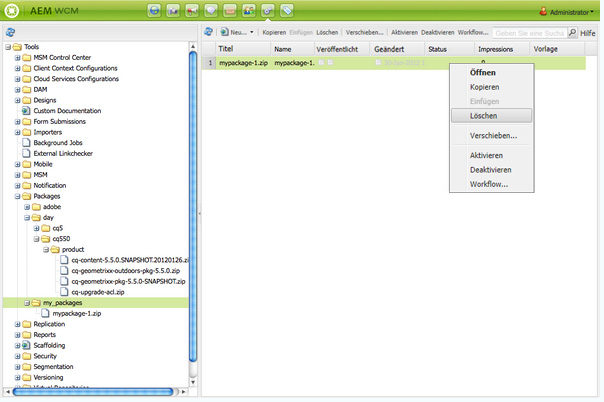 AEM WCM
Administrator
Neu...
Kopieren Einfügen Löschen Verschieben... Aktivieren Deaktivieren Workflow...
Geben Sie eine Sucha
Hilfe
Titel Name Veröffentlicht Geändert Status Impressions Vorlage
1 mypackage-1.zip mypackage-1. 0
Öffnen
Kopieren
Einfügen
Löschen
Verschieben...
Aktivieren
Deaktivieren
Workflow...
Tools
MSM Control Center
Client Context Configurations
Cloud Services Configurations
DAM
Designs
Custom Documentation
Form Submissions
Importers
Background Jobs
External Linkchecker
Mobile
MSM
Notification
Packages
adobe
day
cq5
cq550
product
cq-content-5.5.0.SNAPSHOT.20120126.zi
cq-geometrixx-outdoors-pkg-5.5.0.zip
cq-geometrixx-pkg-5.5.0-SNAPSHOT.zip
cq-upgrade-acl.zip
my_packages
mypackage-1.zip
Replication
Reports
Scaffolding
Security
Segmentation
Versioning
Virtual Repositories